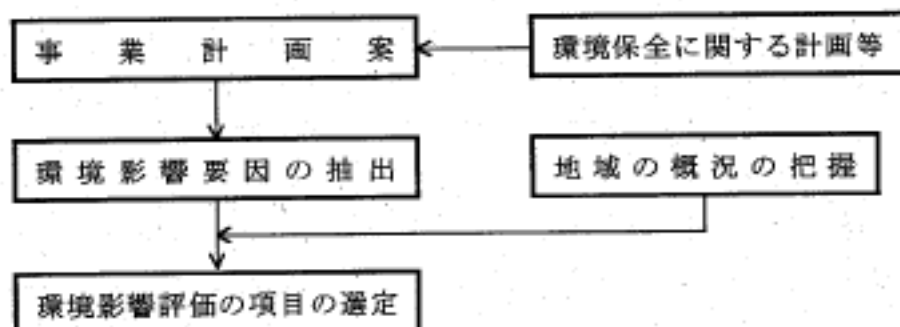 事業計画案
環境保全に関する計画等
環境影響要因の抽出
地域の概況の把握
環境影響評価の項目の選定